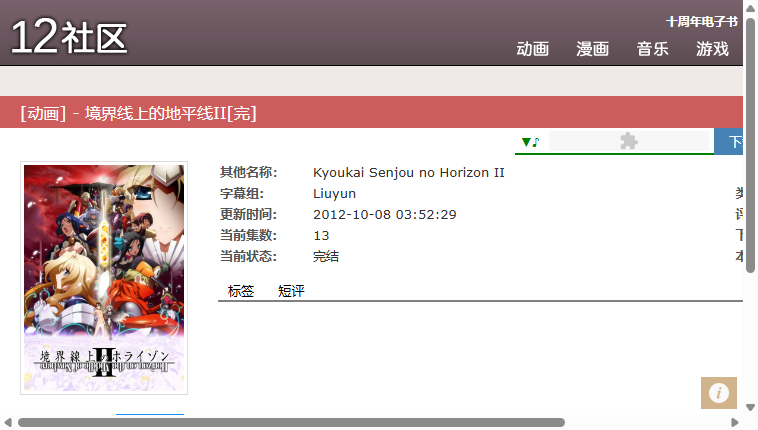 12社区
十周年电子书
动画 漫画 音乐 游戏
[动画] - 境界线上的地平线II[完]
▼♪
其他名称: Kyoukai Senjou no Horizon II
字幕组: Liuyun
更新时间: 2012-10-08 03:52:29
当前集数: 13
当前状态: 完结
标签 短评
境界線上のホライゾン
II